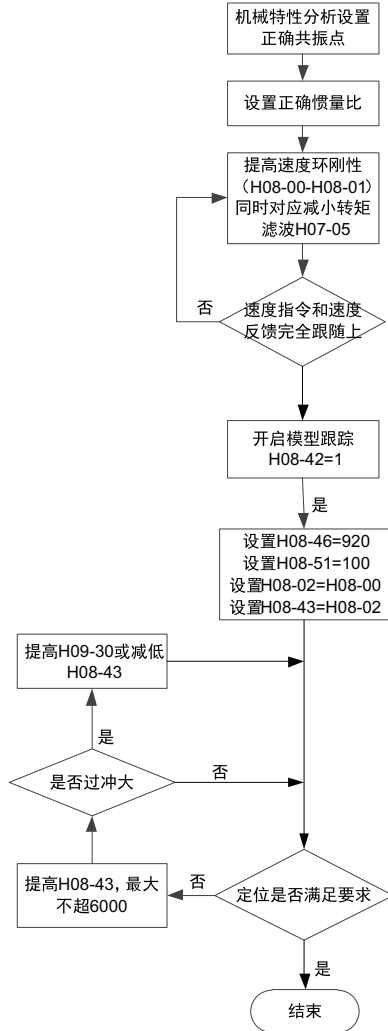 机械特性分析设置
正确共振点
设置正确惯量比
提高速度环刚性
（H08-00-H08-01）
同时对应减小转矩
滤波H07-05
否
速度指令和速度
反馈完全跟随上
开启模型跟踪
H08-42=1
是
设置H08-46=920
设置H08-51=100
设置H08-02=H08-00
设置H08-43=H08-02
提高H09-30或减低
H08-43
是
是否过冲大
否
提高H08-43，最大
不超6000
否
定位是否满足要求
是
结束